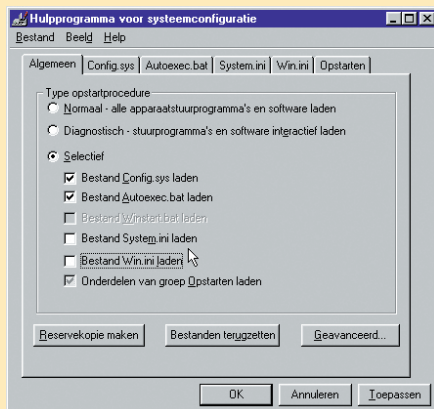 Hulpprogramma voor systeemconfiguratie
Bestand Beeld Help
Algemeen Config.sys Autoexec.bat System.ini Win.ini Opstarten
Type opstartprocedure
Normaal - alle apparaatstuurprogramma's en software laden
Diagnostisch - stuurprogramma's en software interactief laden
Selectief
Bestand Config.sys laden
Bestand Autoexec.bat laden
Bestand Winstart.bat laden
Bestand System.ini laden
Bestand Win.ini laden
Onderdelen van groep Opstarten laden
Reservekopie maken Bestanden terugzetten Geavanceerd...
OK Annuleren Toepassen